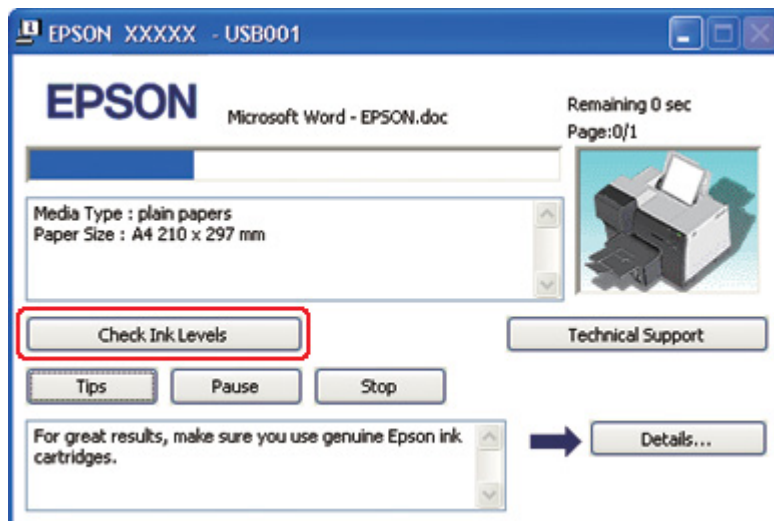 EPSON XXXXX - USB001
EPSON
Microsoft Word - EPSON.doc
Remaining 0 sec
Page:0/1
Media Type : plain papers
Paper Size : A4 210 x 297 mm
Check Ink Levels
Technical Support
Tips
Pause
Stop
For great results, make sure you use genuine Epson ink
cartridges.
Details...